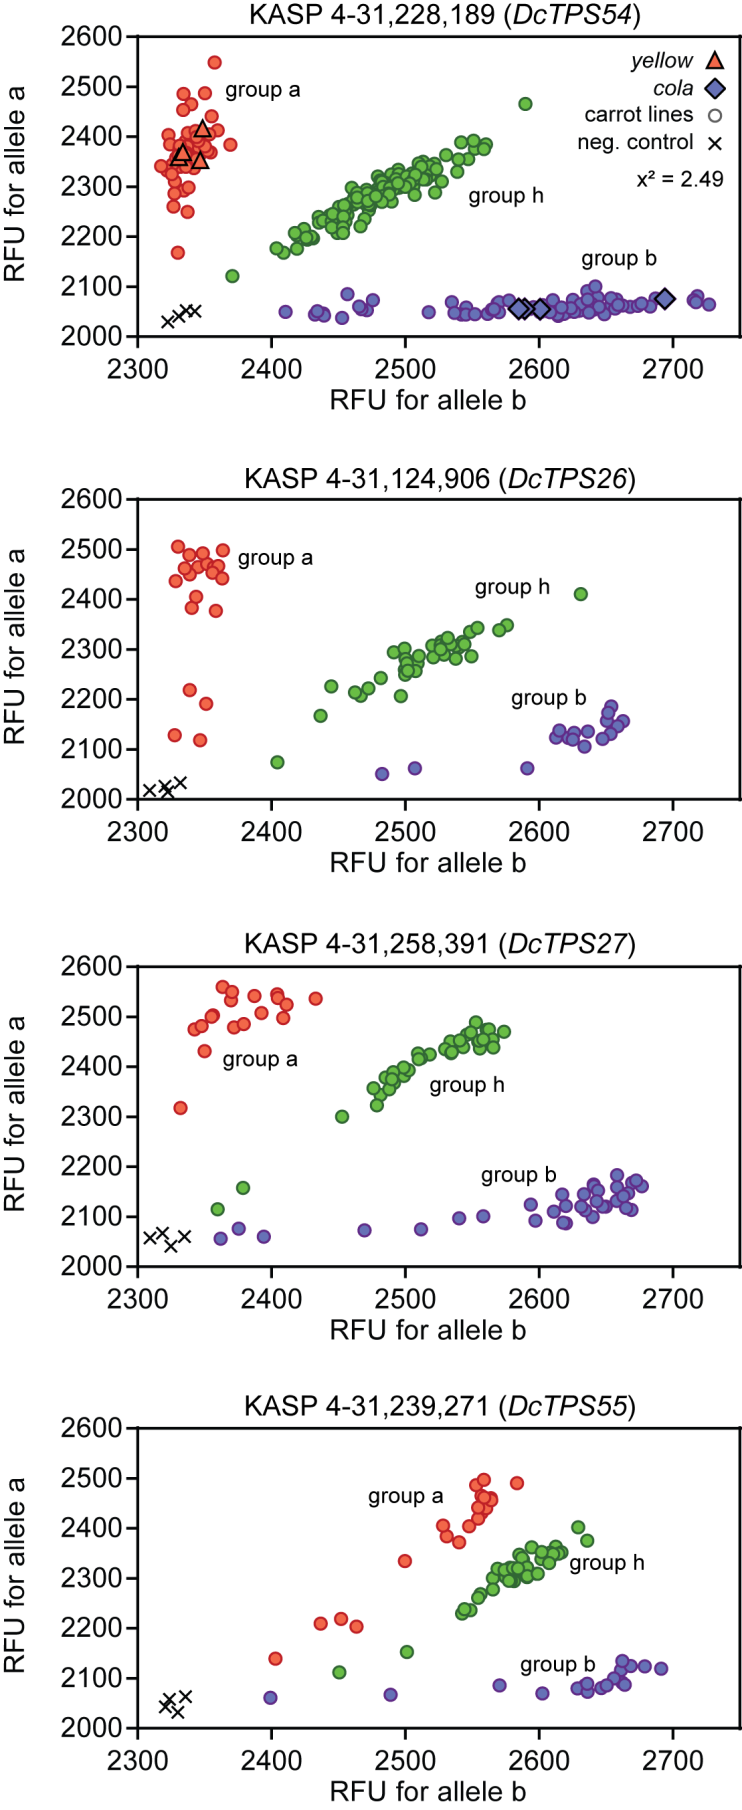 KASP 4-31,228,189 (DcTPS54)
RFU for allele a
2600
2500
2400
2300
2200
2100
2000
group a
group h
group b
yellow
cola
carrot lines
neg. control
x² = 2.49
2300 2400 2500 2600 2700
RFU for allele b
KASP 4-31,124,906 (DcTPS26)
RFU for allele a
2600
2500
2400
2300
2200
2100
2000
group a
group h
group b
2300 2400 2500 2600 2700
RFU for allele b
KASP 4-31,258,391 (DcTPS27)
RFU for allele a
2600
2500
2400
2300
2200
2100
2000
group a
group h
group b
2300 2400 2500 2600 2700
RFU for allele b
KASP 4-31,239,271 (DcTPS55)
RFU for allele a
2600
2500
2400
2300
2200
2100
2000
group a
group h
group b
2300 2400 2500 2600 2700
RFU for allele b